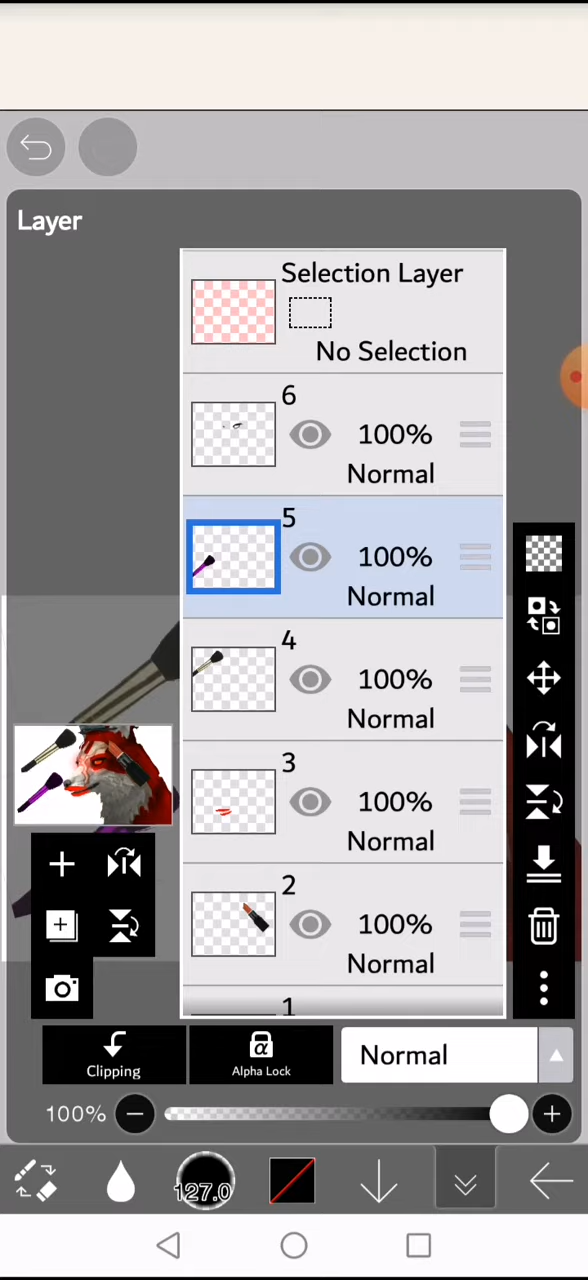 Layer
Selection Layer
No Selection
6
100%
Normal
5
100%
Normal
4
100%
Normal
3
100%
Normal
2
100%
Normal
1
Clipping
α
Alpha Lock
Normal
100%
127.0